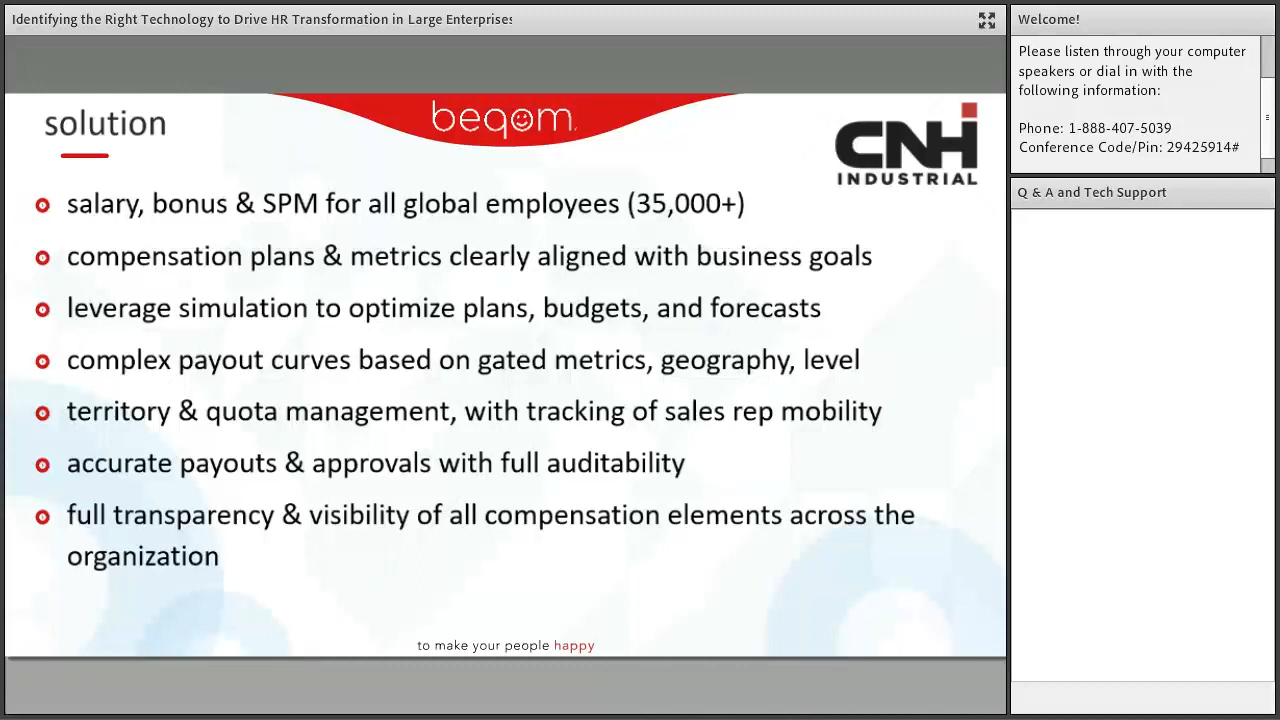 Identifying the Right Technology to Drive HR Transformation in Large Enterprises
Welcome!
Please listen through your computer
speakers or dial in with the
following information:
Phone: 1-888-407-5039
Conference Code/Pin: 29425914#
Q & A and Tech Support
solution
beqom.
CNH
INDUSTRIAL
salary, bonus & SPM for all global employees (35,000+)
compensation plans & metrics clearly aligned with business goals
leverage simulation to optimize plans, budgets, and forecasts
complex payout curves based on gated metrics, geography, level
territory & quota management, with tracking of sales rep mobility
accurate payouts & approvals with full auditability
full transparency & visibility of all compensation elements across the
organization
to make your people happy